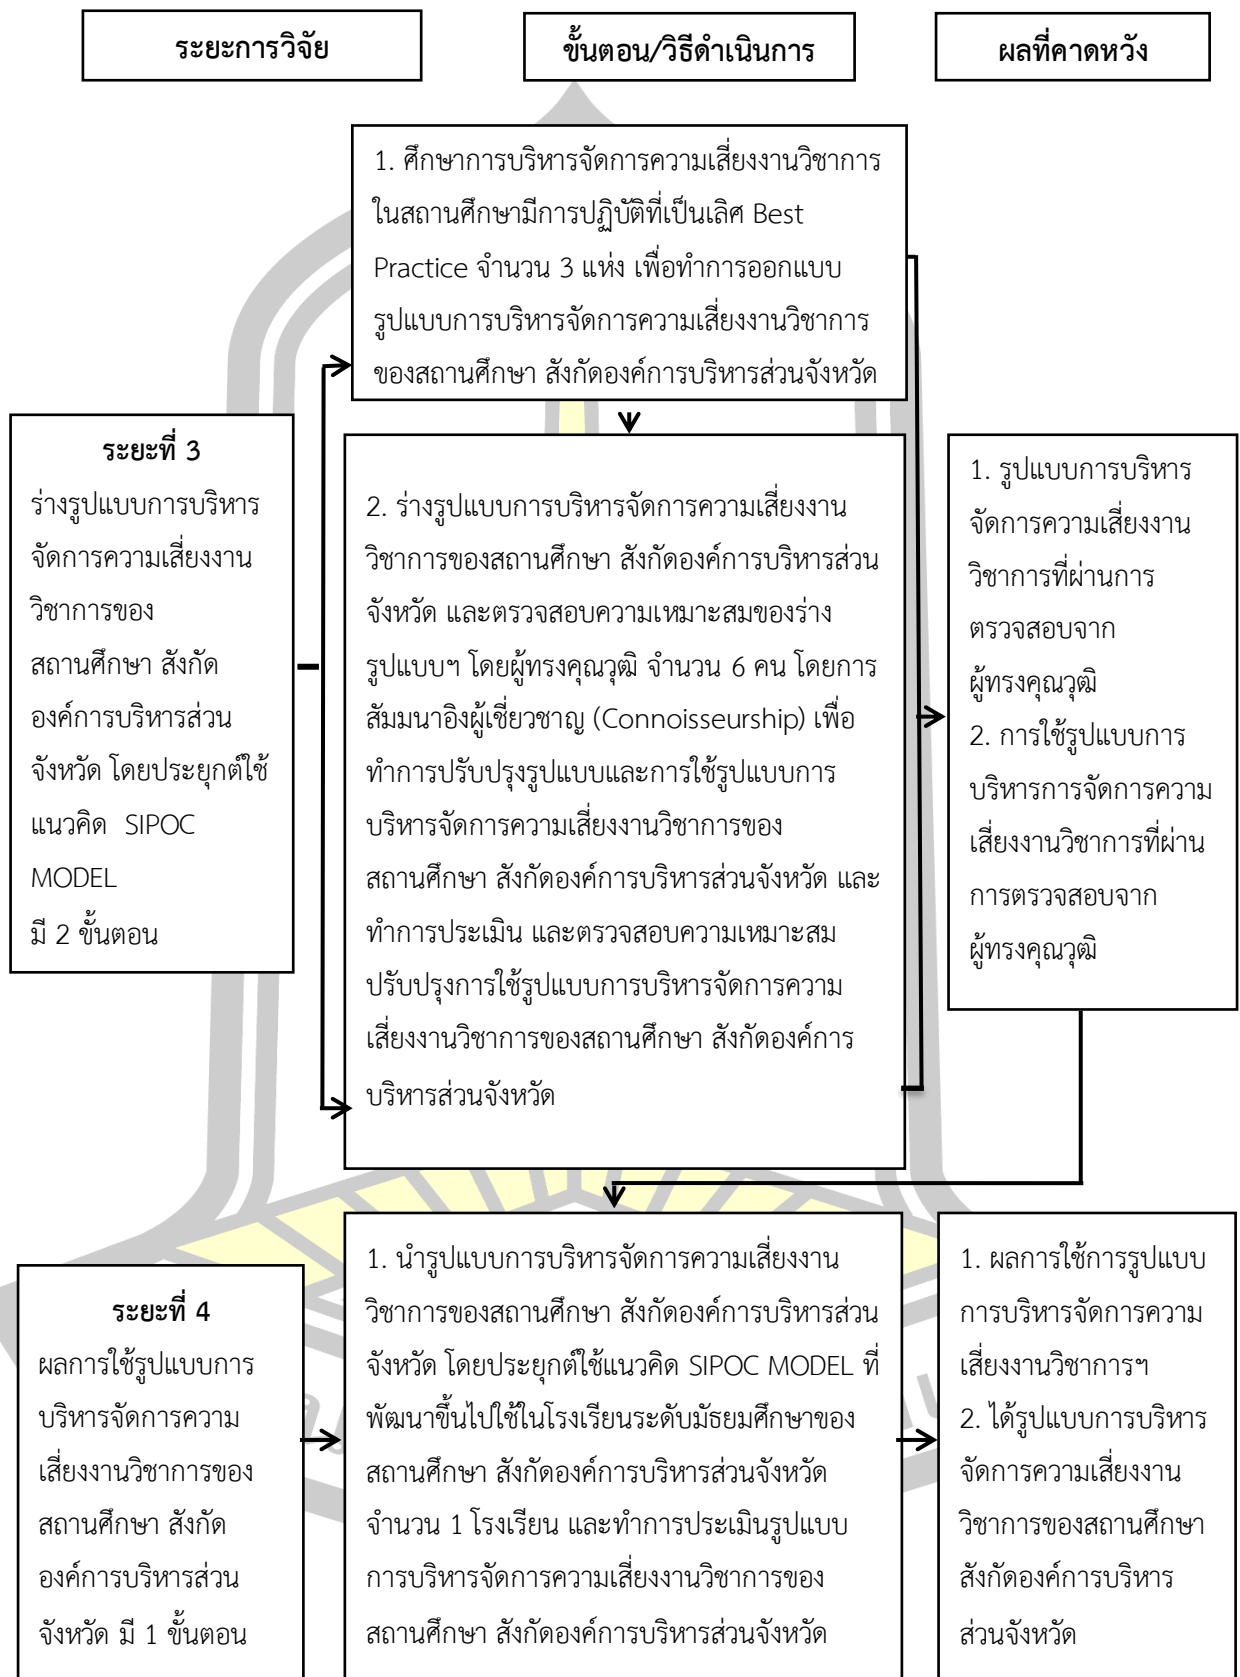 ระยะการวิจัย
ขั้นตอน/วิธีดำเนินการ
ผลที่คาดหวัง
1. ศึกษาการบริหารจัดการความเสี่ยงงานวิชาการ
ในสถานศึกษามีการปฏิบัติที่เป็นเลิศ Best
Practice จำนวน 3 แห่ง เพื่อทำการออกแบบ
รูปแบบการบริหารจัดการความเสี่ยงงานวิชาการ
ของสถานศึกษา สังกัดองค์การบริหารส่วนจังหวัด
ระยะที่ 3
ร่างรูปแบบการบริหาร
จัดการความเสี่ยงงาน
วิชาการของ
สถานศึกษา สังกัด
องค์การบริหารส่วน
จังหวัด โดยประยุกต์ใช้
แนวคิด SIPOC
MODEL
มี 2 ขั้นตอน
2. ร่างรูปแบบการบริหารจัดการความเสี่ยงงาน
วิชาการของสถานศึกษา สังกัดองค์การบริหารส่วน
จังหวัด และตรวจสอบความเหมาะสมของร่าง
รูปแบบฯ โดยผู้ทรงคุณวุฒิ จำนวน 6 คน โดยการ
สัมมนาอิงผู้เชี่ยวชาญ (Connoisseurship) เพื่อ
ทำการปรับปรุงรูปแบบและการใช้รูปแบบการ
บริหารจัดการความเสี่ยงงานวิชาการของ
สถานศึกษา สังกัดองค์การบริหารส่วนจังหวัด และ
ทำการประเมิน และตรวจสอบความเหมาะสม
ปรับปรุงการใช้รูปแบบการบริหารจัดการความ
เสี่ยงงานวิชาการของสถานศึกษา สังกัดองค์การ
บริหารส่วนจังหวัด
1. รูปแบบการบริหาร
จัดการความเสี่ยงงาน
วิชาการที่ผ่านการ
ตรวจสอบจาก
ผู้ทรงคุณวุฒิ
2. การใช้รูปแบบการ
บริหารการจัดการความ
เสี่ยงงานวิชาการที่ผ่าน
การตรวจสอบจาก
ผู้ทรงคุณวุฒิ
ระยะที่ 4
ผลการใช้รูปแบบการ
บริหารจัดการความ
เสี่ยงงานวิชาการของ
สถานศึกษา สังกัด
องค์การบริหารส่วน
จังหวัด มี 1 ขั้นตอน
1. นำรูปแบบการบริหารจัดการความเสี่ยงงาน
วิชาการของสถานศึกษา สังกัดองค์การบริหารส่วน
จังหวัด โดยประยุกต์ใช้แนวคิด SIPOC MODEL ที่
พัฒนาขึ้นไปใช้ในโรงเรียนระดับมัธยมศึกษาของ
สถานศึกษา สังกัดองค์การบริหารส่วนจังหวัด
จำนวน 1 โรงเรียน และทำการประเมินรูปแบบ
การบริหารจัดการความเสี่ยงงานวิชาการของ
สถานศึกษา สังกัดองค์การบริหารส่วนจังหวัด
1. ผลการใช้การรูปแบบ
การบริหารจัดการความ
เสี่ยงงานวิชาการฯ
2. ได้รูปแบบการบริหาร
จัดการความเสี่ยงงาน
วิชาการของสถานศึกษา
สังกัดองค์การบริหาร
ส่วนจังหวัด